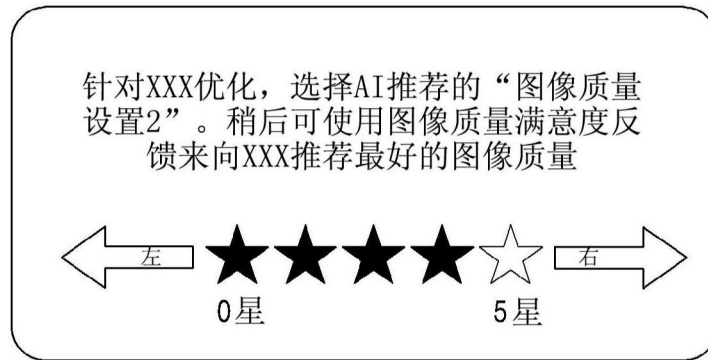 针对XXX优化，选择AI推荐的“图像质量
设置2”。稍后可使用图像质量满意度反
馈来向XXX推荐最好的图像质量
左 右
0星 5星